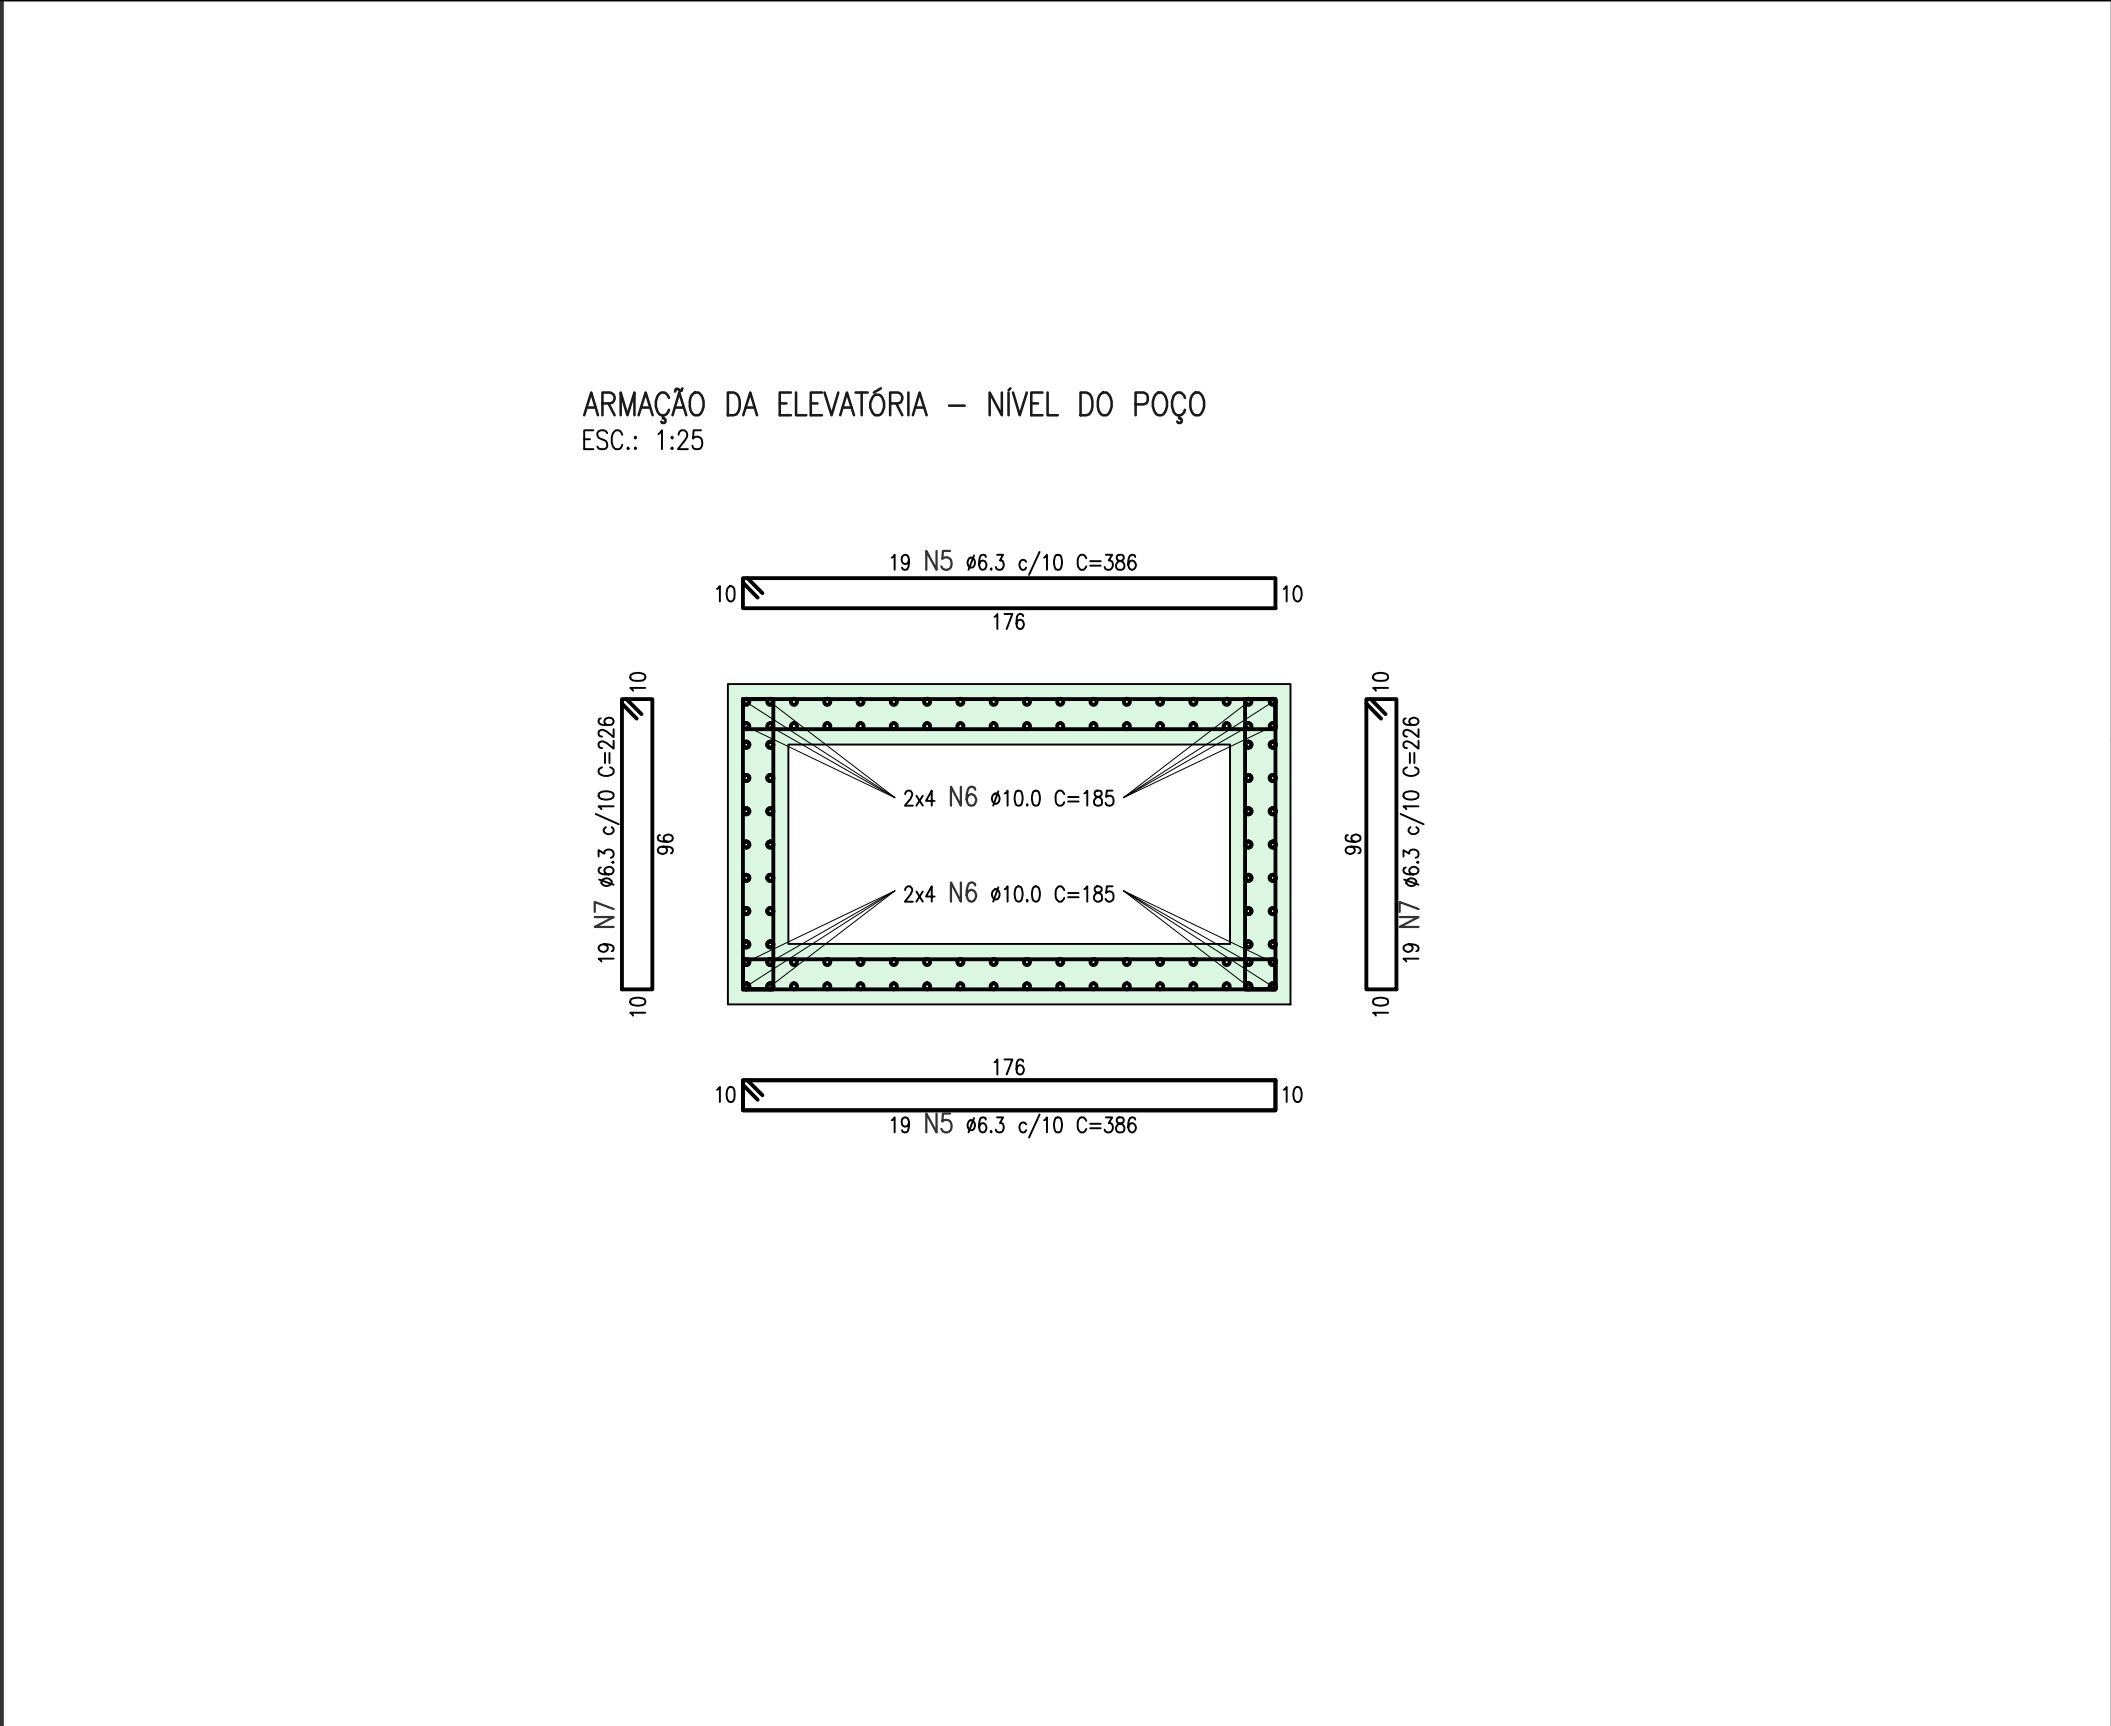 ARMAÇÃO DA ELEVATÓRIA – NÍVEL DO POÇO
ESC.: 1:25
19 N5 ø6.3 c/10 C=386
10
10
176
10
19 N7 ø6.3 c/10 C=226
96
10
2x4 N6 ø10.0 C=185
2x4 N6 ø10.0 C=185
10
96
19 N7 ø6.3 c/10 C=226
10
176
10
10
19 N5 ø6.3 c/10 C=386